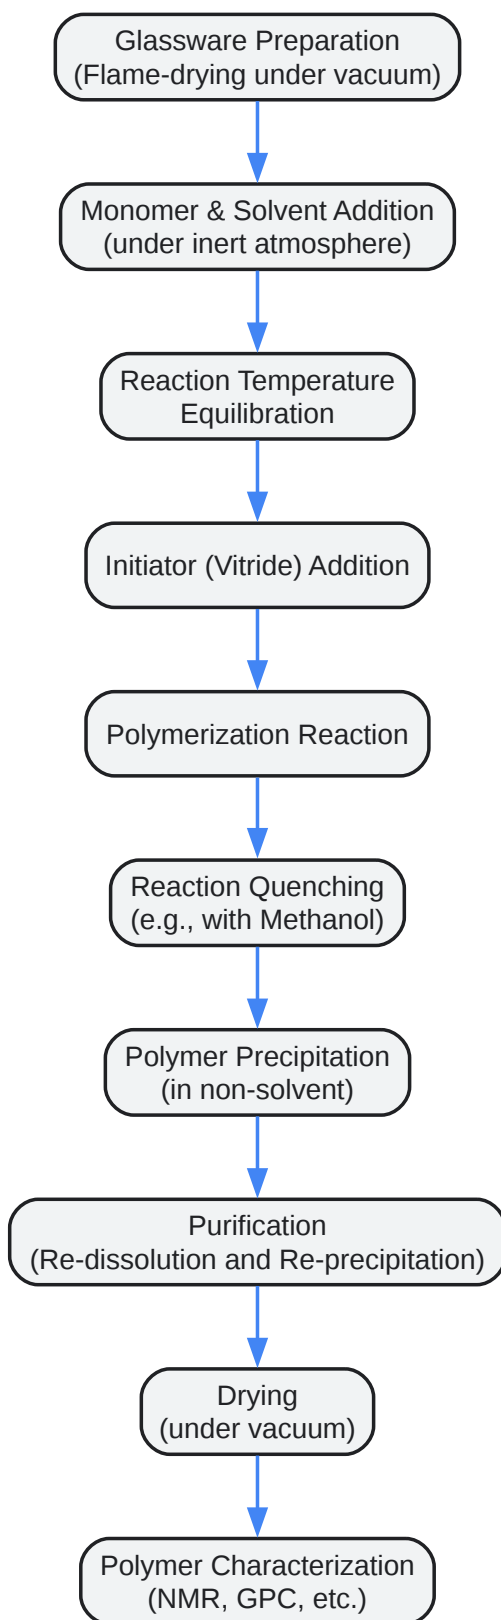 Glassware Preparation
(Flame-drying under vacuum)
Monomer & Solvent Addition
(under inert atmosphere)
Reaction Temperature
Equilibration
Initiator (Vitride) Addition
Polymerization Reaction
Reaction Quenching
(e.g., with Methanol)
Polymer Precipitation
(in non-solvent)
Purification
(Re-dissolution and Re-precipitation)
Drying
(under vacuum)
Polymer Characterization
(NMR, GPC, etc.)